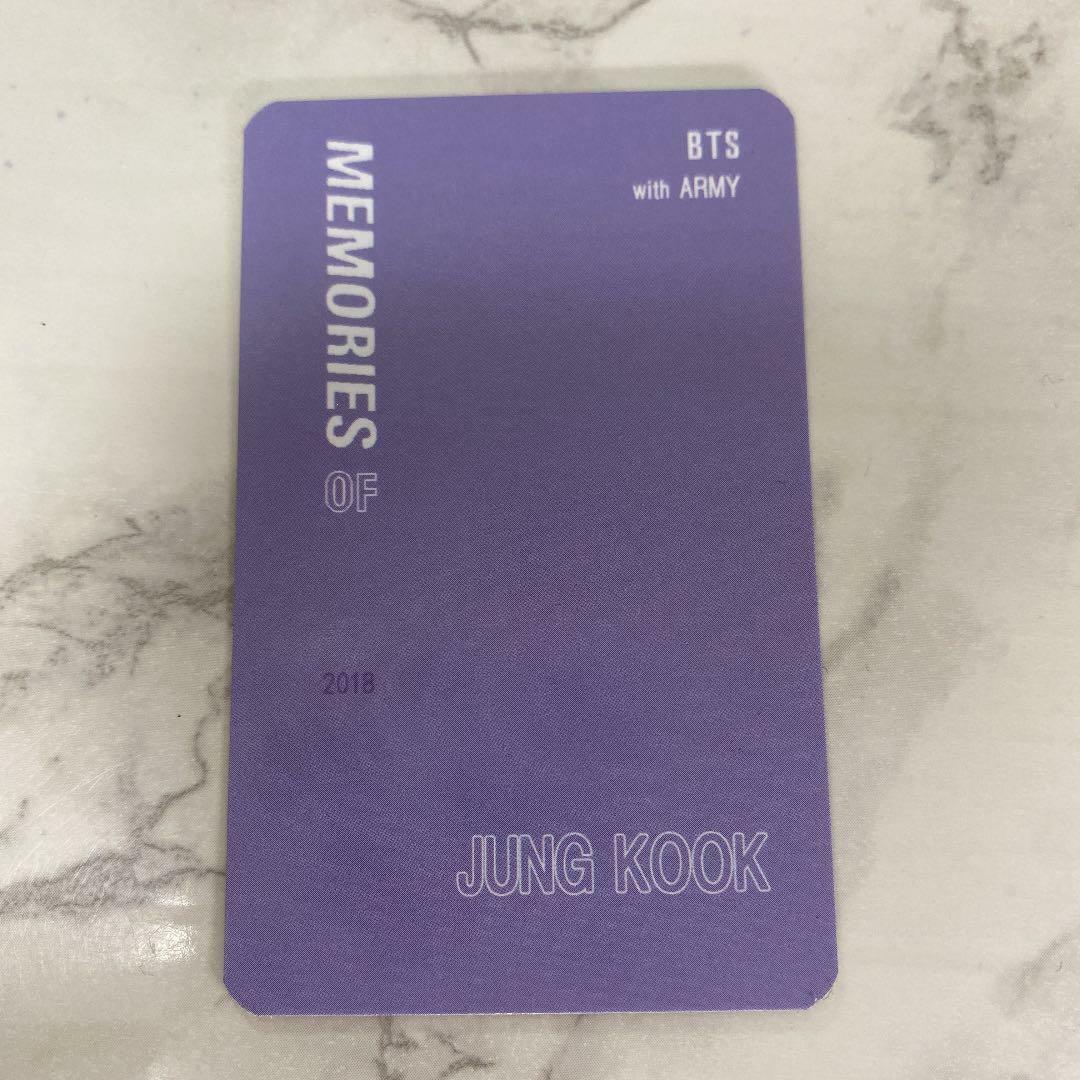 BTS
with ARMY
MEMORIES OF
2018
JUNG KOOK